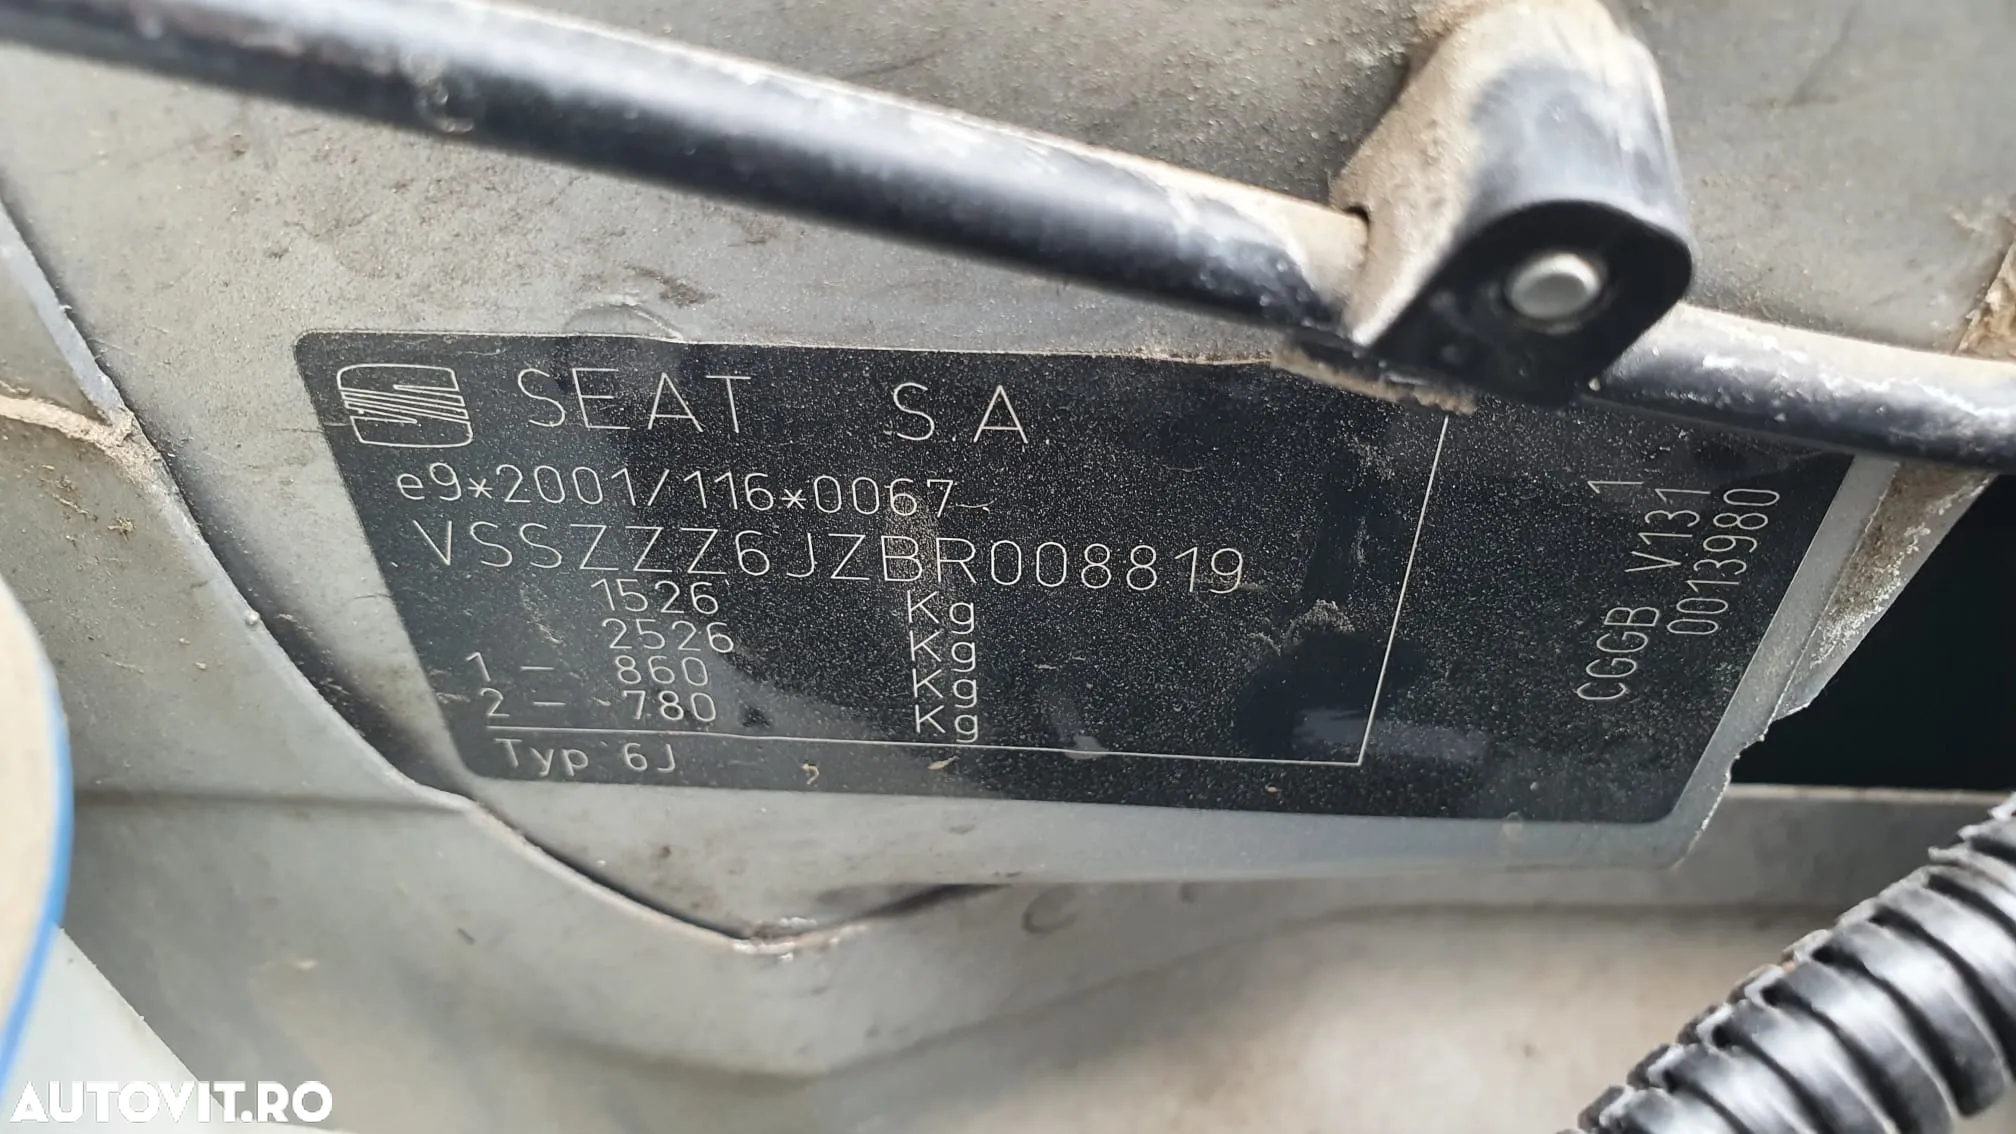 SEAT S.A.
e9*2001/116*0067
VSSZZZ6JZBR008819
1526 Kg
2526 Kg
1 - 860 Kg
2 - 780 Kg
Typ 6J
1
CGGB V131
0013980
AUTOVIT.RO